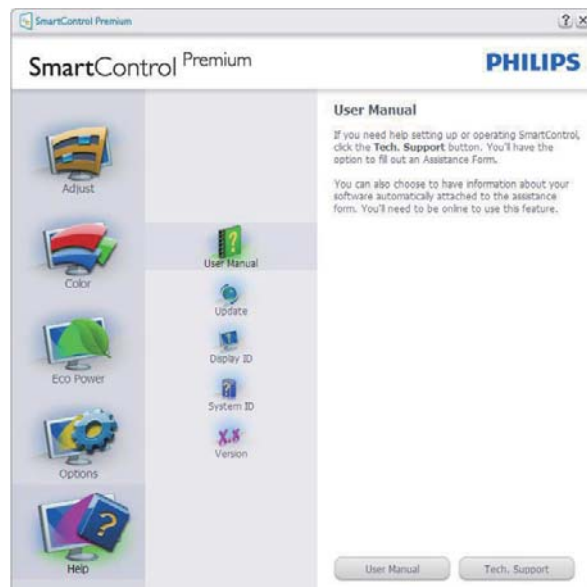 SmartControl Premium
SmartControl Premium
PHILIPS
Adjust
Color
Eco Power
Options
Help
User Manual
Update
Display ID
System ID
X.X
Version
User Manual
If you need help setting up or operating SmartControl,
click the Tech. Support button. You'll have the
option to fill out an Assistance Form.
You can also choose to have information about your
software automatically attached to the assistance
form. You'll need to be online to use this feature.
User Manual
Tech. Support